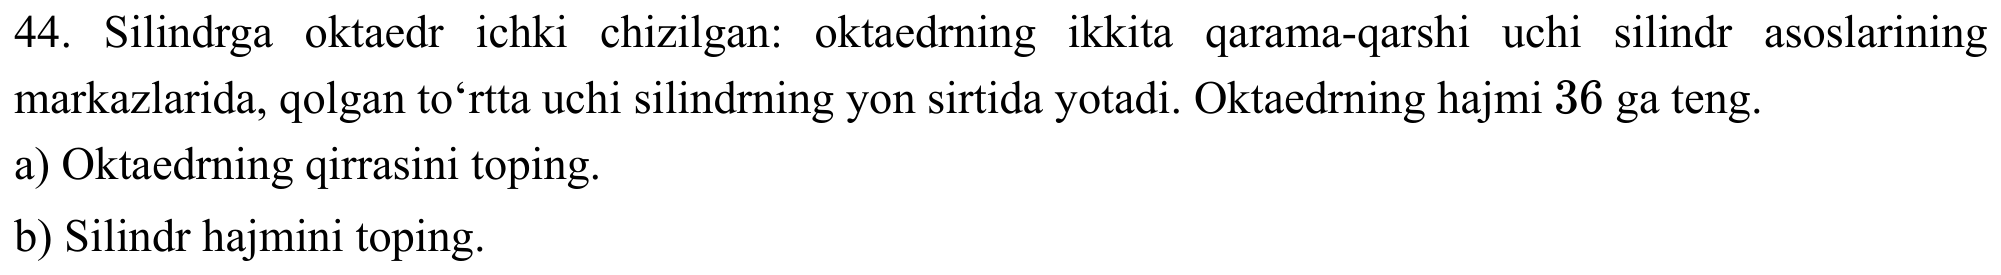 44. Silindrga oktaedr ichki chizilgan: oktaedrning ikkita qarama-qarshi uchi silindr asoslarining
markazlarida, qolgan to‘rtta uchi silindrning yon sirtida yotadi. Oktaedrning hajmi 36 ga teng.
a) Oktaedrning qirrasini toping.
b) Silindr hajmini toping.